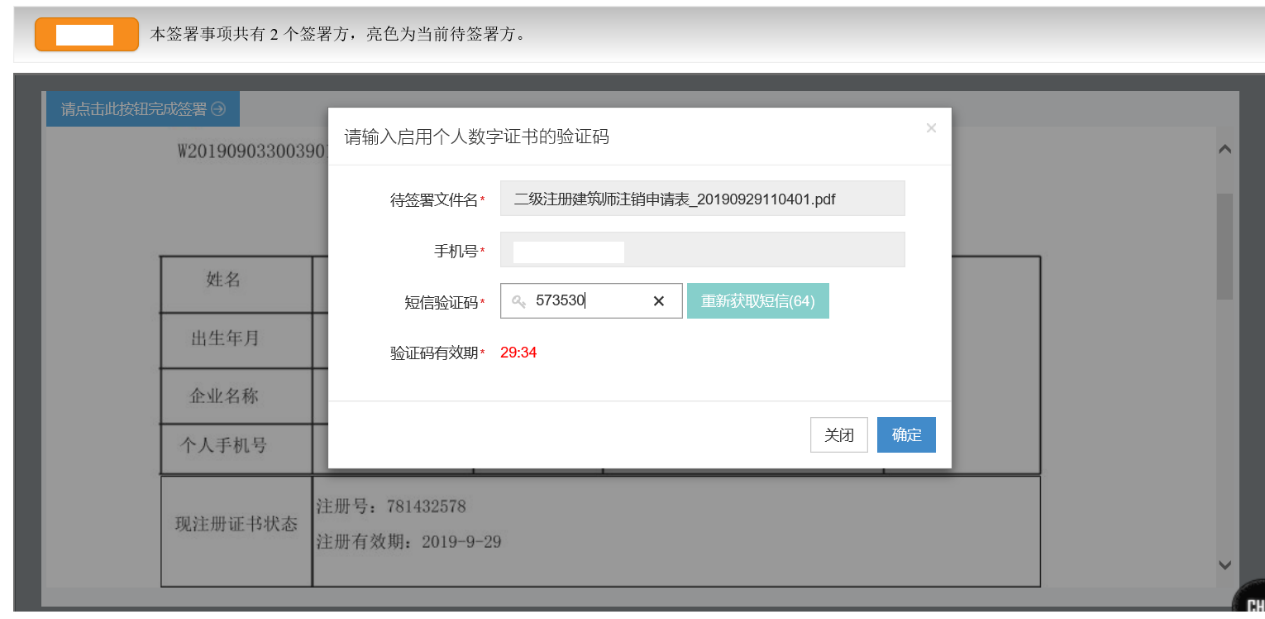 本签署事项共有 2 个签署方，亮色为当前待签署方。
请点击此按钮完成签署
W20190903300390
请输入启用个人数字证书的验证码
×
待签署文件名* 二级注册建筑师注销申请表_20190929110401.pdf
手机号*
短信验证码* 573530 × 重新获取短信(64)
验证码有效期* 29:34
关闭 确定
姓名
出生年月
企业名称
个人手机号
现注册证书状态
注册号：781432578
注册有效期：2019-9-29
CH